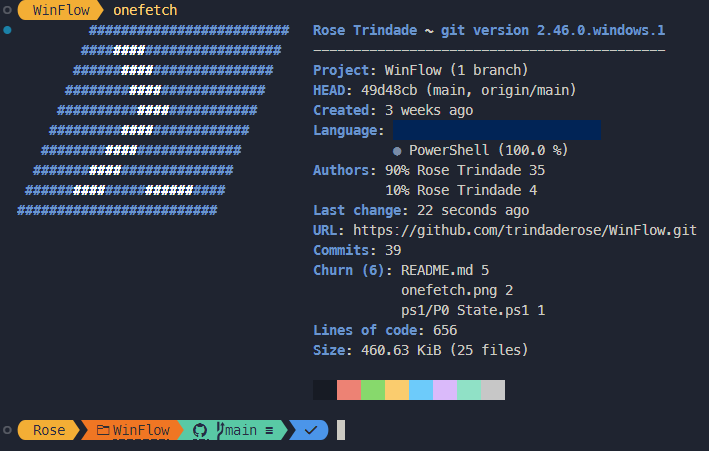 WinFlow onefetch
######################### Rose Trindade ~ git version 2.46.0.windows.1
######################### --------------------------------------------
######################### Project: WinFlow (1 branch)
######################### HEAD: 49d48cb (main, origin/main)
######################### Created: 3 weeks ago
######################### Language:
######################### ● PowerShell (100.0 %)
######################### Authors: 90% Rose Trindade 35
######################### 10% Rose Trindade 4
######################### Last change: 22 seconds ago
URL: https://github.com/trindaderose/WinFlow.git
Commits: 39
Churn (6): README.md 5
onefetch.png 2
ps1/P0 State.ps1 1
Lines of code: 656
Size: 460.63 KiB (25 files)
Rose WinFlow main ≡ ✓